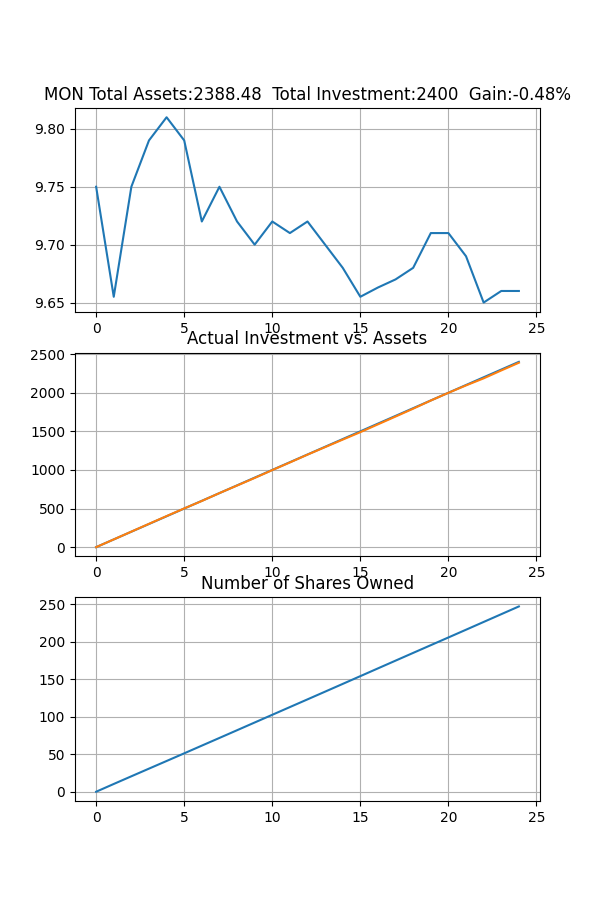 MON Total Assets:2388.48  Total Investment:2400  Gain:-0.48%
9.80
9.75
9.70
9.65
0 5 10 15 20 25
Actual Investment vs. Assets
2500
2000
1500
1000
500
0
0 5 10 15 20 25
Number of Shares Owned
250
200
150
100
50
0
0 5 10 15 20 25